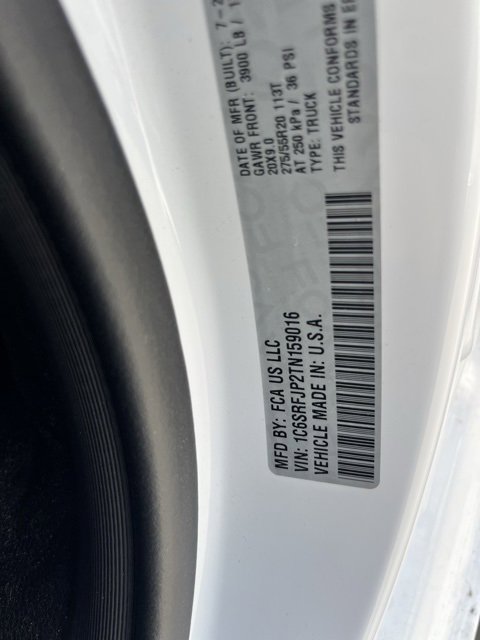 MFD BY: FCA US LLC
VIN: 1C6SRFJP2TN159016
VEHICLE MADE IN: U.S.A.
DATE OF MFR (BUILT): 7-2
GAWR FRONT: 3900 LB / 1
20X9.0
275/55R20 113T
AT 250 kPa / 36 PSI
TYPE: TRUCK
THIS VEHICLE CONFORMS
STANDARDS IN EF